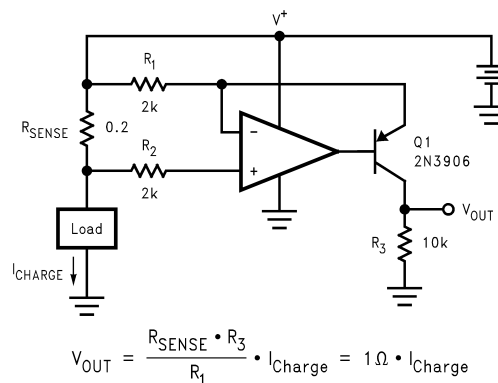 V+
R1
2k
RSENSE 0.2
R2
2k
−
+
Q1
2N3906
VOUT
Load
R3 10k
ICHARGE
VOUT = RSENSE • R3 / R1 • ICharge = 1Ω • ICharge